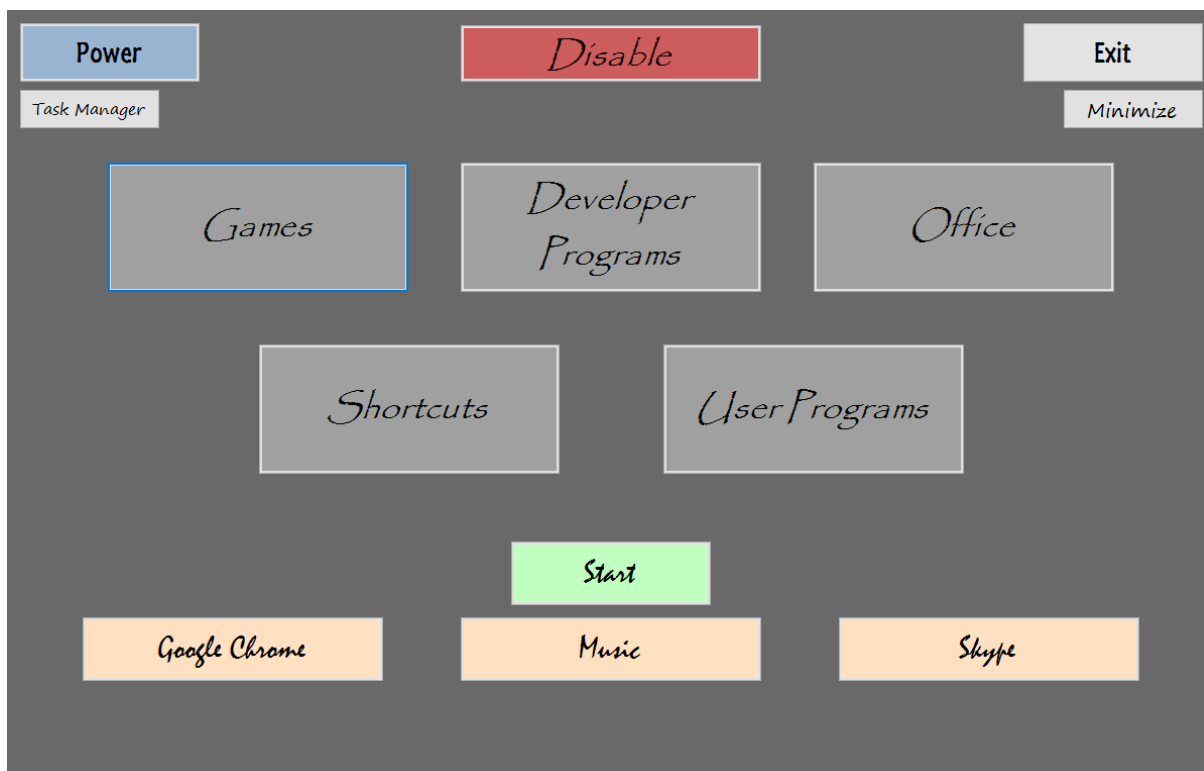 Power
Disable
Exit
Task Manager
Minimize
Games
Developer
Programs
Office
Shortcuts
User Programs
Start
Google Chrome
Music
Skype